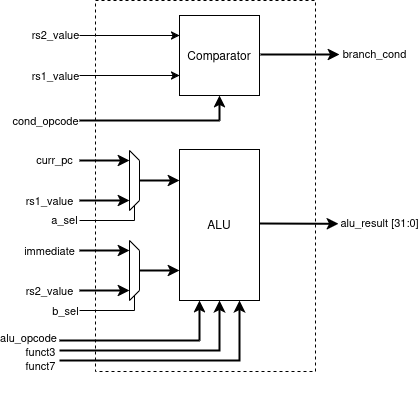 rs2_value
Comparator
branch_cond
rs1_value
cond_opcode
curr_pc
rs1_value
a_sel
ALU
alu_result [31:0]
immediate
rs2_value
b_sel
alu_opcode
funct3
funct7